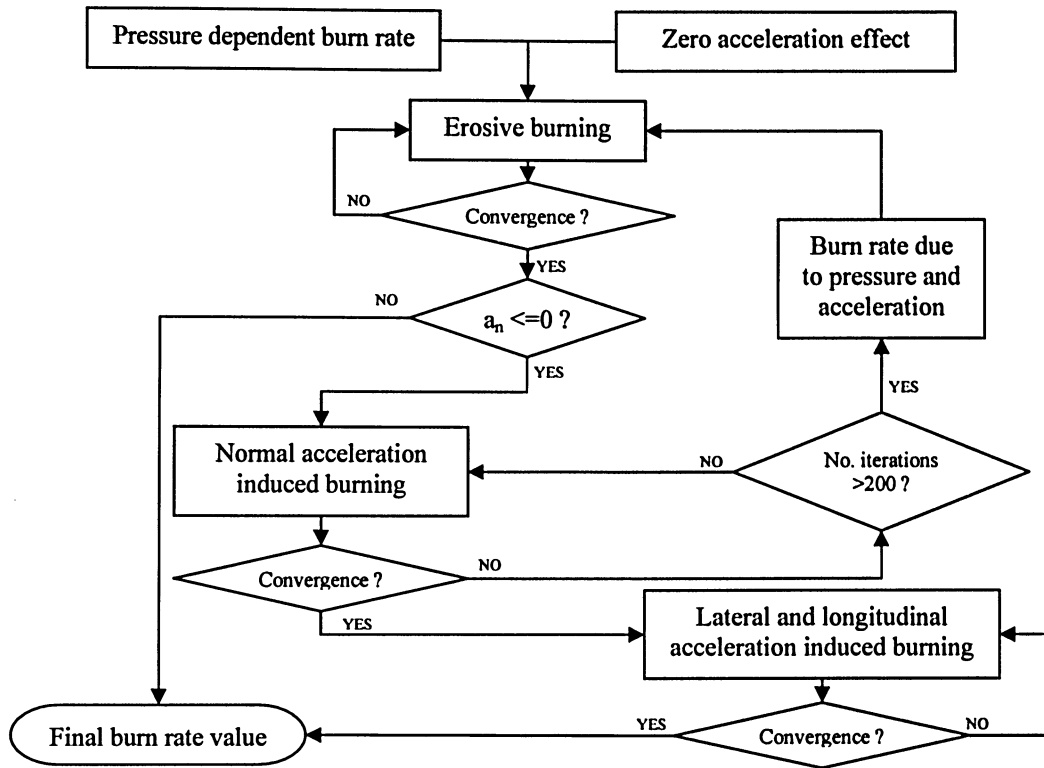 Pressure dependent burn rate
Zero acceleration effect
Erosive burning
NO
Convergence ?
YES
Burn rate due
to pressure and
acceleration
NO
an <=0 ?
YES
YES
Normal acceleration
induced burning
NO
No. iterations
>200 ?
Convergence ?
NO
YES
Lateral and longitudinal
acceleration induced burning
Final burn rate value
YES
Convergence ?
NO